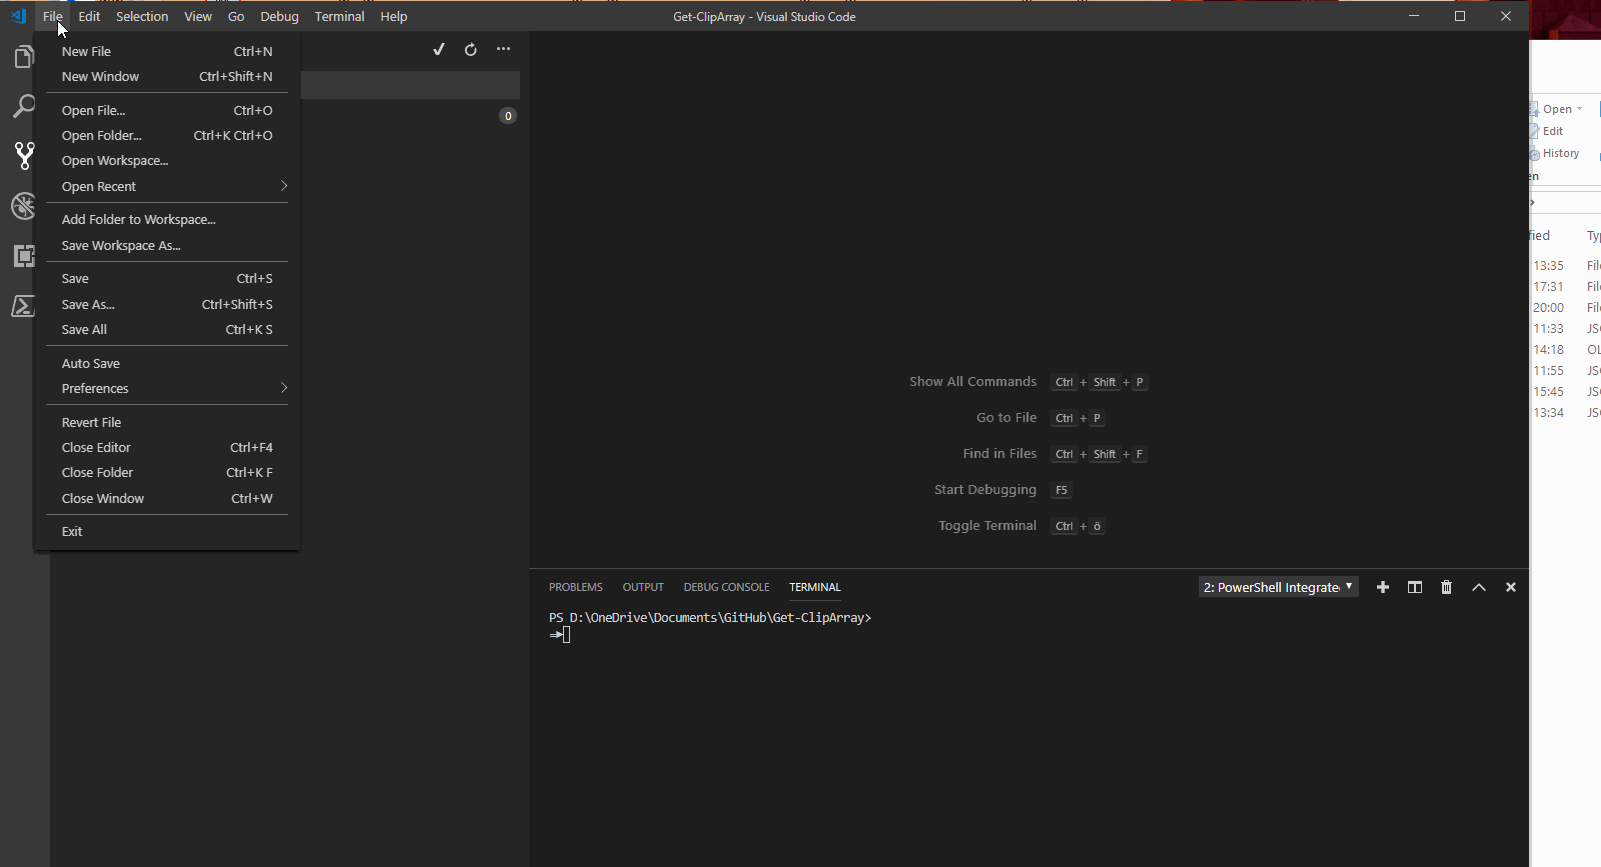 File Edit Selection View Go Debug Terminal Help
Get-ClipArray - Visual Studio Code
New File Ctrl+N
New Window Ctrl+Shift+N
Open File... Ctrl+O
Open Folder... Ctrl+K Ctrl+O
Open Workspace...
Open Recent
Add Folder to Workspace...
Save Workspace As...
Save Ctrl+S
Save As... Ctrl+Shift+S
Save All Ctrl+K S
Auto Save
Preferences
Revert File
Close Editor Ctrl+F4
Close Folder Ctrl+K F
Close Window Ctrl+W
Exit
0
Show All Commands Ctrl + Shift + P
Go to File Ctrl + P
Find in Files Ctrl + Shift + F
Start Debugging F5
Toggle Terminal Ctrl + ö
PROBLEMS OUTPUT DEBUG CONSOLE TERMINAL
2: PowerShell Integrate
PS D:\OneDrive\Documents\GitHub\Get-ClipArray>
Open
Edit
History
en
fied Ty
13:35 File
17:31 File
20:00 File
11:33 JS
14:18 OL
11:55 JS
15:45 JS
13:34 JS